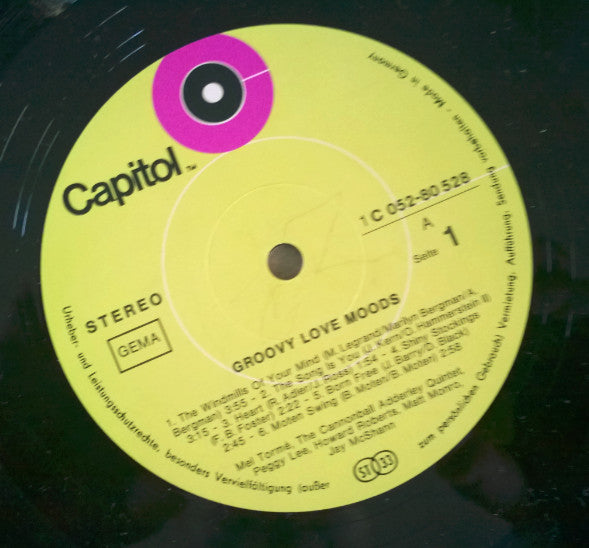 Capitol™
1 C 052-80 528
A
Seite 1
STEREO
GEMA
GROOVY LOVE MOODS
1. The Windmills Of Your Mind (M. Legrand/Marilyn Bergman/A.
Bergman) 3:55 - 2. The Song Is You (J. Kern/O. Hammerstein II)
3:15 - 3. Heart (R. Adler/J. Ross) 1:54 - 4. Shiny Stockings
(F. B. Foster) 2:22 - 5. Born Free (J. Barry/D. Black)
2:45 - 6. Moten Swing (B. Moten/B. Moten) 2:58
Mel Tormé, The Cannonball Adderley Quintet,
Peggy Lee, Howard Roberts, Matt Monro,
Jay McShann
ST 33
Urheber- und Leistungsschutzrechte, besonders Vervielfältigung (außer zum persönlichen Gebrauch) Vermietung, Aufführung, Sendung vorbehalten · Made in Germany